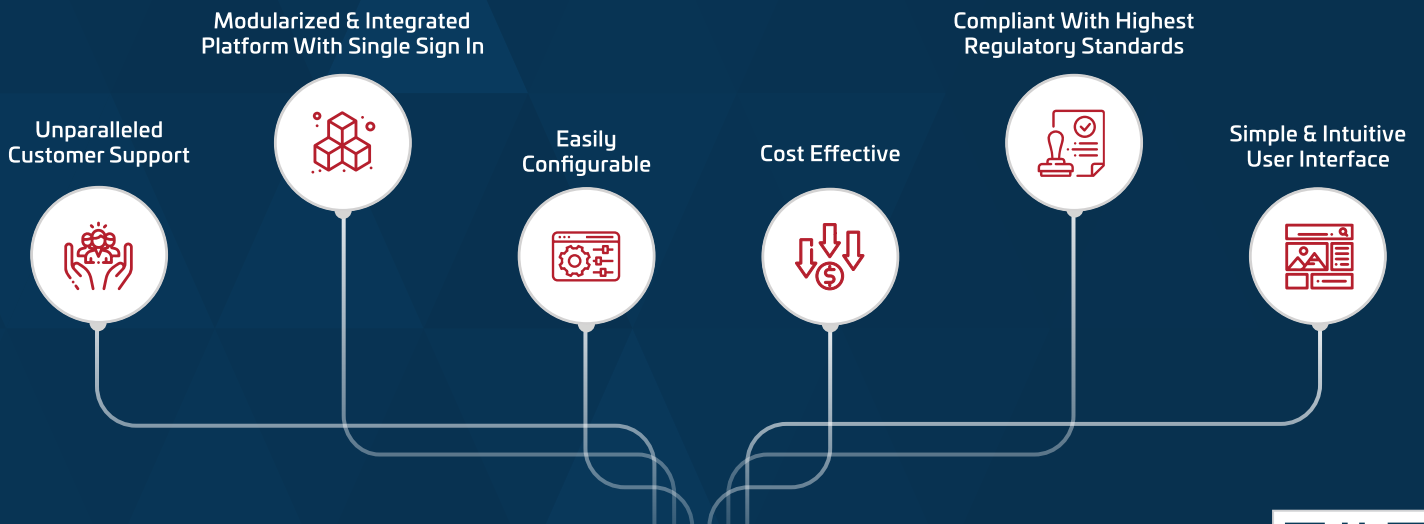 Modularized & Integrated
Platform With Single Sign In
Compliant With Highest
Regulatory Standards
Unparalleled
Customer Support
Easily
Configurable
Cost Effective
Simple & Intuitive
User Interface